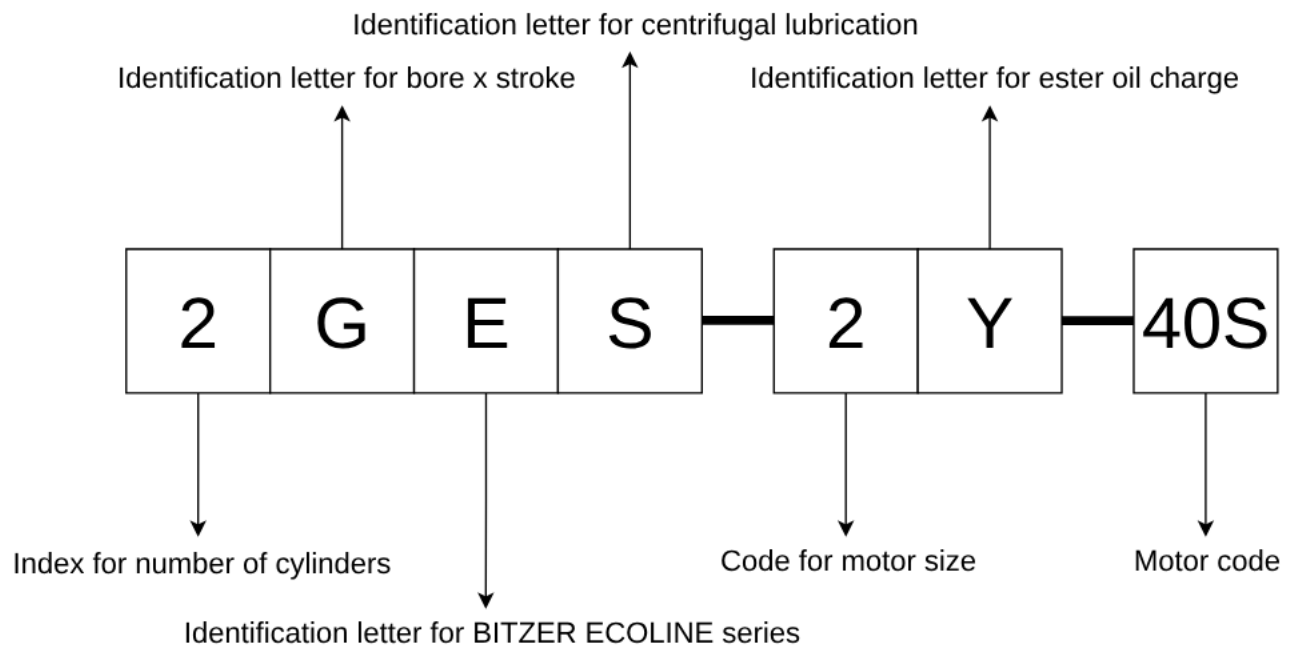 Identification letter for centrifugal lubrication
Identification letter for bore x stroke
Identification letter for ester oil charge
2 G E S 2 Y 40S
Index for number of cylinders
Code for motor size
Motor code
Identification letter for BITZER ECOLINE series